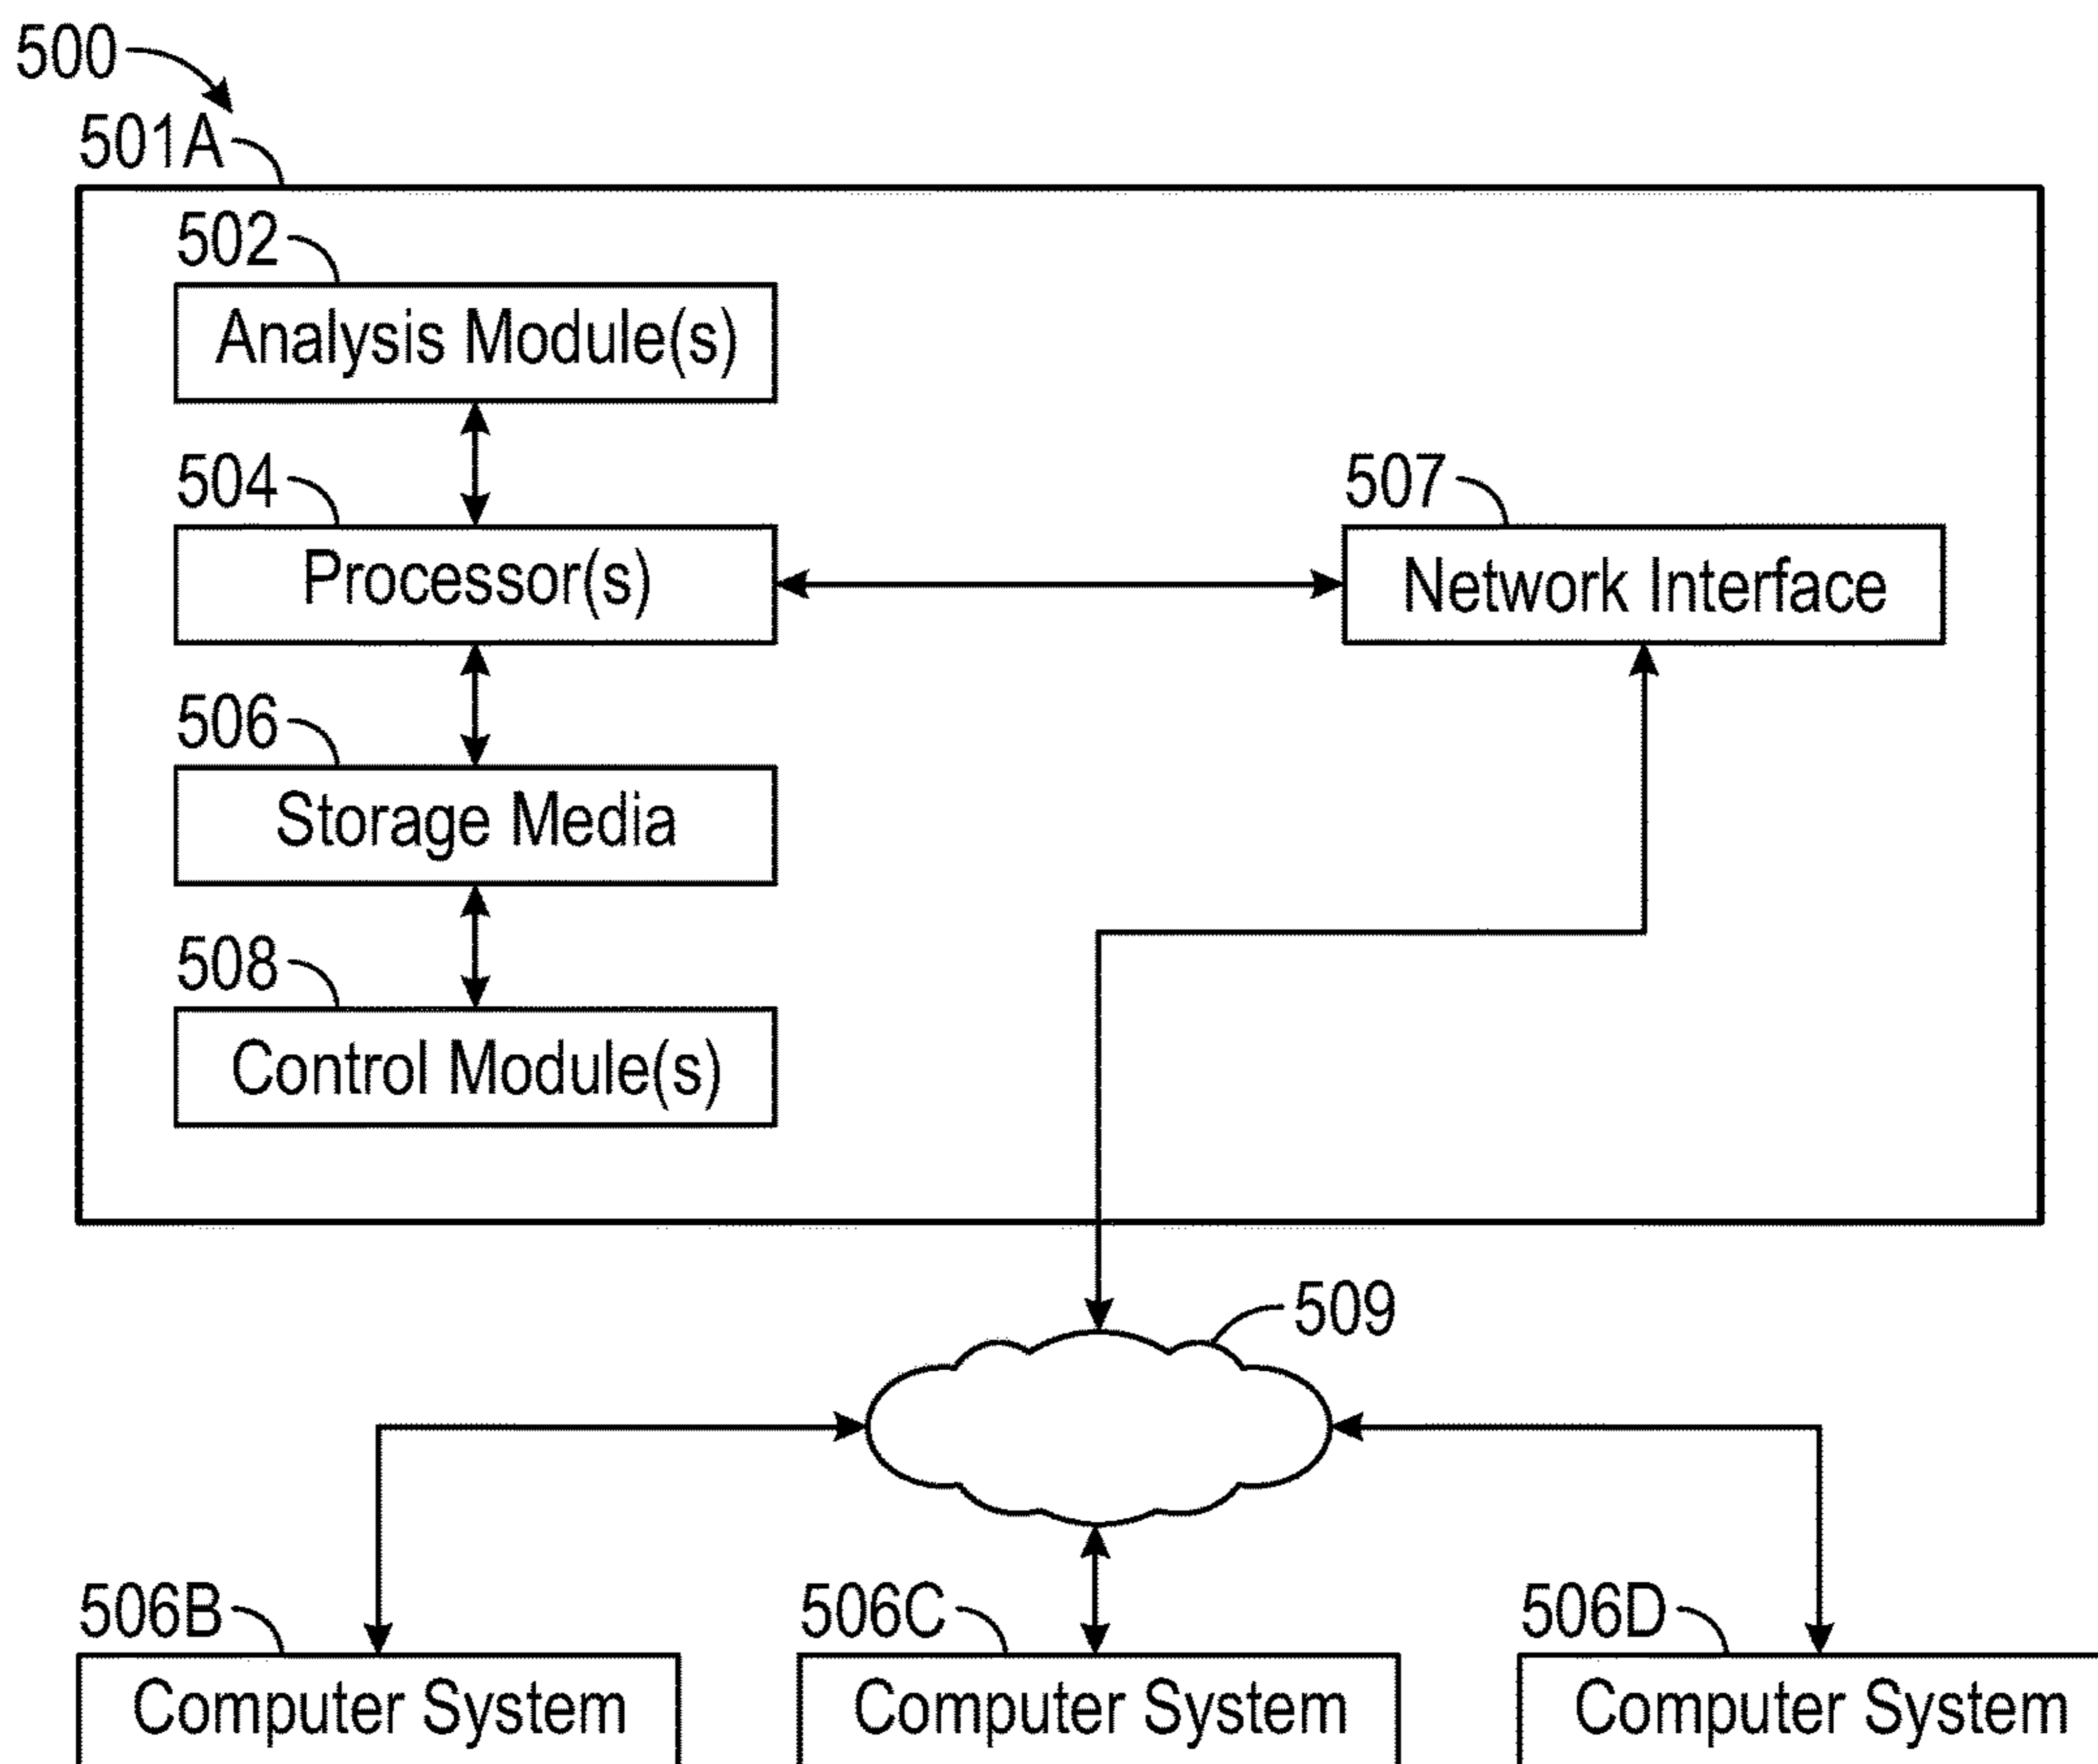 500
501A
502
Analysis Module(s)
504
Processor(s)
507
Network Interface
506
Storage Media
508
Control Module(s)
509
506B
Computer System
506C
Computer System
506D
Computer System